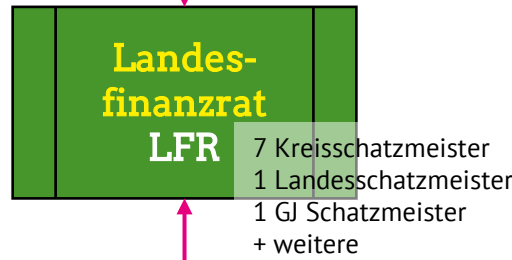 Landes-
finanzrat
LFR
7 Kreisschatzmeister
1 Landesschatzmeister
1 GJ Schatzmeister
+ weitere